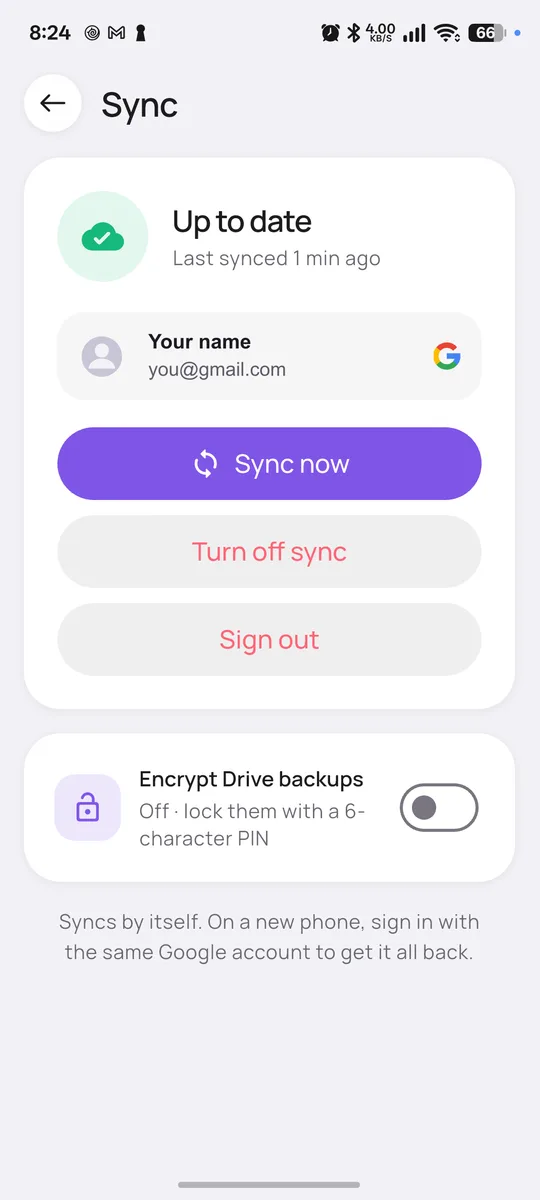 8:24
4.00
KB/S
66
Sync
Up to date
Last synced 1 min ago
Your name
you@gmail.com
Sync now
Turn off sync
Sign out
Encrypt Drive backups
Off · lock them with a 6-
character PIN
Syncs by itself. On a new phone, sign in with
the same Google account to get it all back.